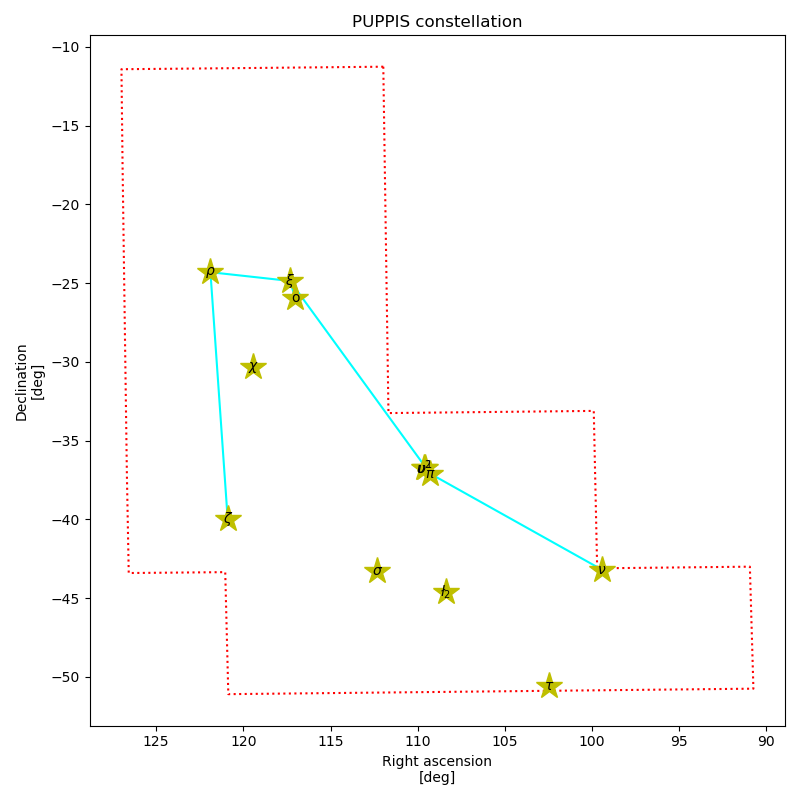 PUPPIS constellation
−10
−15
−20
−25
−30
−35
−40
−45
−50
Declination
[deg]
ρ
ξ
o
χ
π
ζ
σ
ν
τ
125
120
115
110
105
100
95
90
Right ascension
[deg]